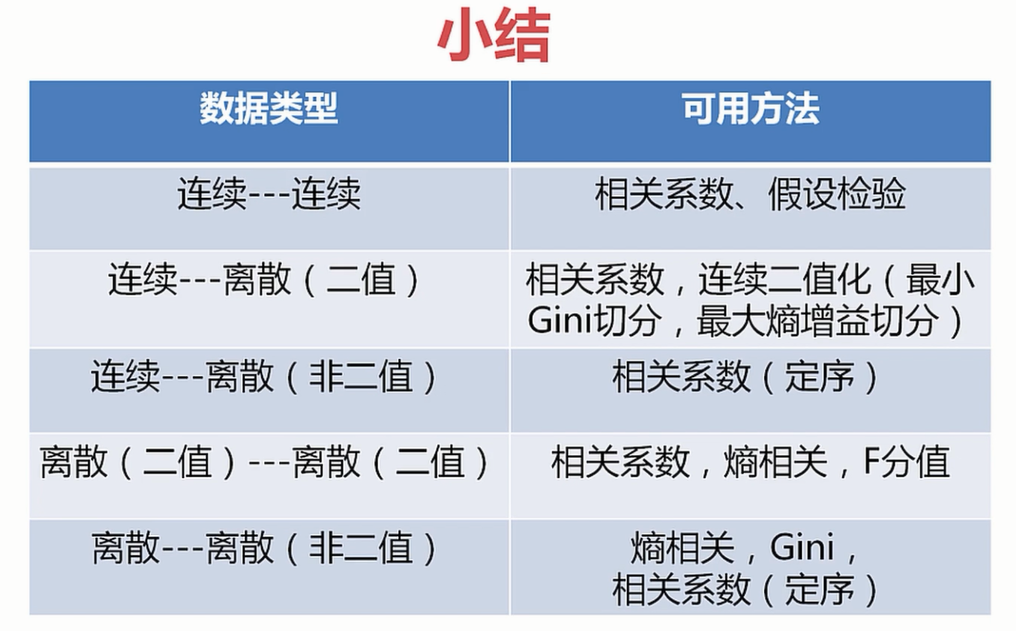 小结
数据类型
可用方法
连续---连续
相关系数、假设检验
连续---离散（二值）
相关系数，连续二值化（最小
Gini切分，最大熵增益切分）
连续---离散（非二值）
相关系数（定序）
离散（二值）---离散（二值）
相关系数，熵相关，F分值
离散---离散（非二值）
熵相关，Gini，
相关系数（定序）